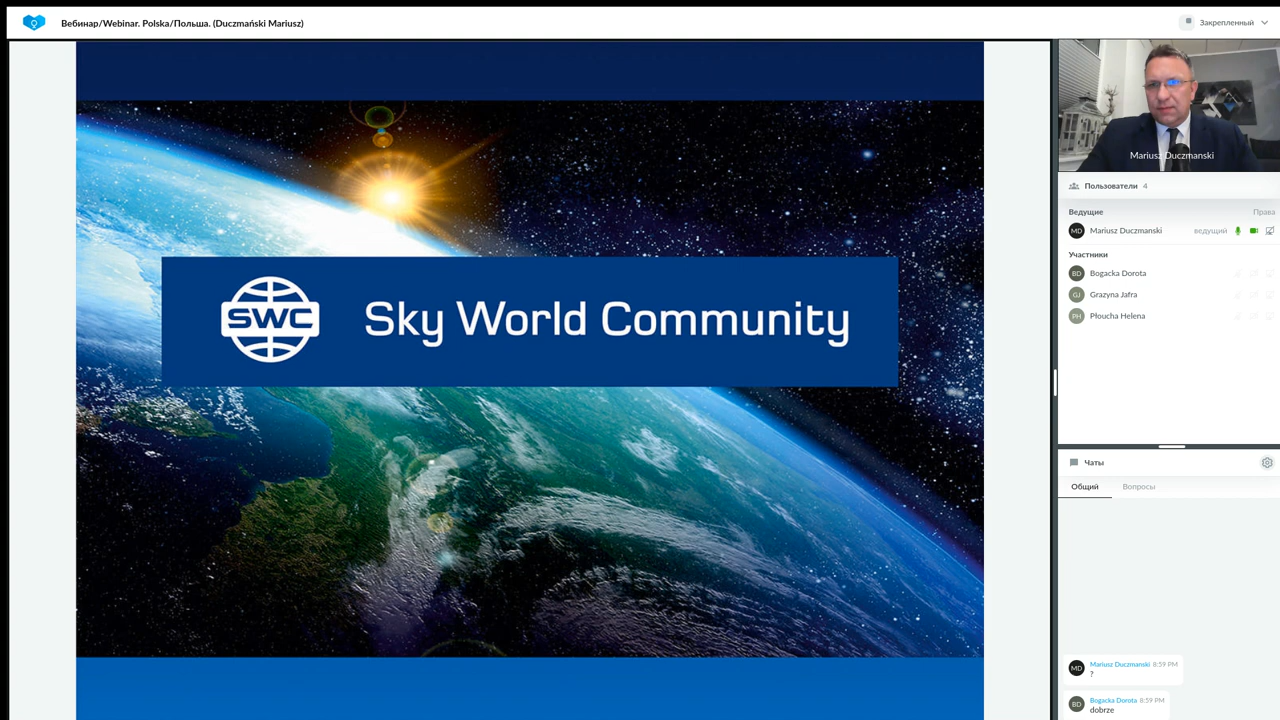 Вебинар/Webinar. Polska/Польша. (Duczmański Mariusz)
Закрепленный
SWC
Sky World Community
Mariusz Duczmanski
Пользователи 4
Ведущие Права
MD Mariusz Duczmanski ведущий
Участники
BD Bogacka Dorota
GJ Grazyna Jafra
PH Płoucha Helena
Чаты
Общий Вопросы
MD Mariusz Duczmanski 8:59 PM
?
BD Bogacka Dorota 8:59 PM
dobrze